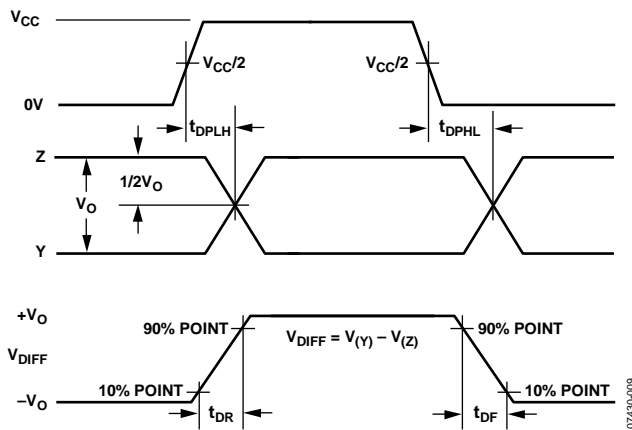 VCC
VCC/2
VCC/2
0V
tDPLH
tDPHL
Z
1/2VO
VO
Y
+VO
90% POINT
VDIFF = V(Y) – V(Z)
90% POINT
VDIFF
10% POINT
10% POINT
–VO
tDR
tDF
07430-009